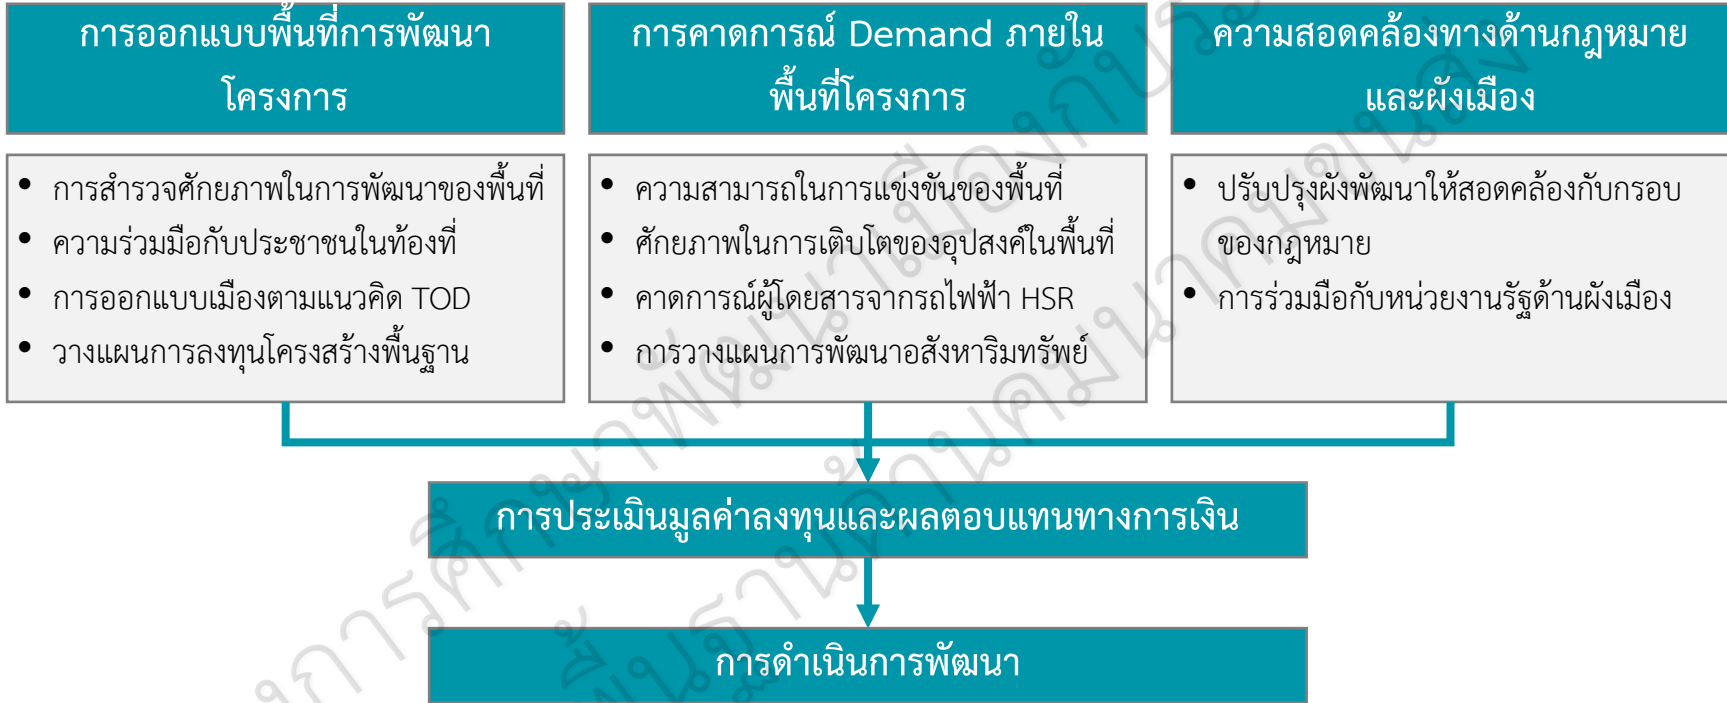 การออกแบบพื้นที่การพัฒนา
โครงการ
การคาดการณ์ Demand ภายใน
พื้นที่โครงการ
ความสอดคล้องทางด้านกฎหมาย
และผังเมือง
• การสำรวจศักยภาพในการพัฒนาของพื้นที่
• ความร่วมมือกับประชาชนในท้องที่
• การออกแบบเมืองตามแนวคิด TOD
• วางแผนการลงทุนโครงสร้างพื้นฐาน
• ความสามารถในการแข่งขันของพื้นที่
• ศักยภาพในการเติบโตของอุปสงค์ในพื้นที่
• คาดการณ์ผู้โดยสารจากรถไฟฟ้า HSR
• การวางแผนการพัฒนาอสังหาริมทรัพย์
• ปรับปรุงผังพัฒนาให้สอดคล้องกับกรอบ
ของกฎหมาย
• การร่วมมือกับหน่วยงานรัฐด้านผังเมือง
การประเมินมูลค่าลงทุนและผลตอบแทนทางการเงิน
การดำเนินการพัฒนา